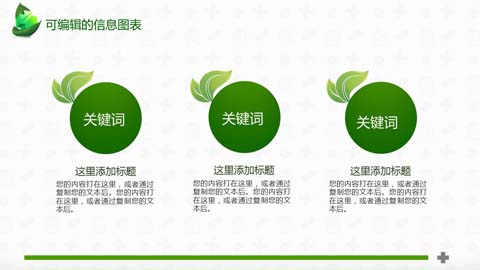 可编辑的信息图表
关键词
关键词
关键词
这里添加标题
您的内容打在这里，或者通过
复制您的文本后。您的内容打
在这里，或者通过复制您的文
本后。
这里添加标题
您的内容打在这里，或者通过
复制您的文本后。您的内容打
在这里，或者通过复制您的文
本后。
这里添加标题
您的内容打在这里，或者通过
复制您的文本后。您的内容打
在这里，或者通过复制您的文
本后。